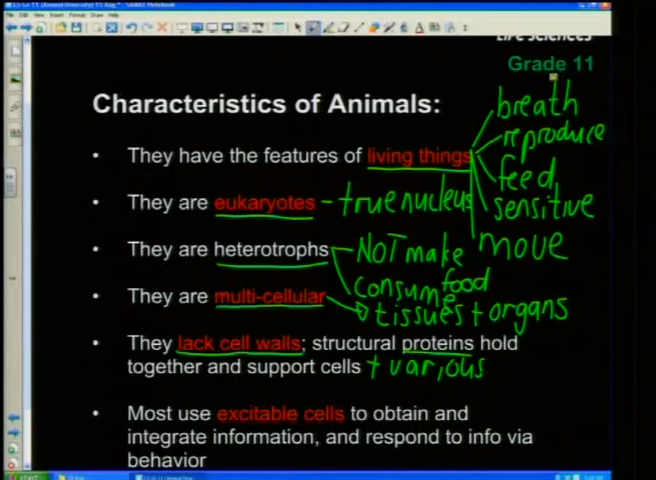 Life Sciences
Grade 11
Characteristics of Animals:
breath
reproduce
• They have the features of living things
feed
sensitive
• They are eukaryotes - true nucleus
move
• They are heterotrophs NOT make
consume food
• They are multi-cellular tissues + organs
• They lack cell walls; structural proteins hold
together and support cells + various
• Most use excitable cells to obtain and
integrate information, and respond to info via
behavior